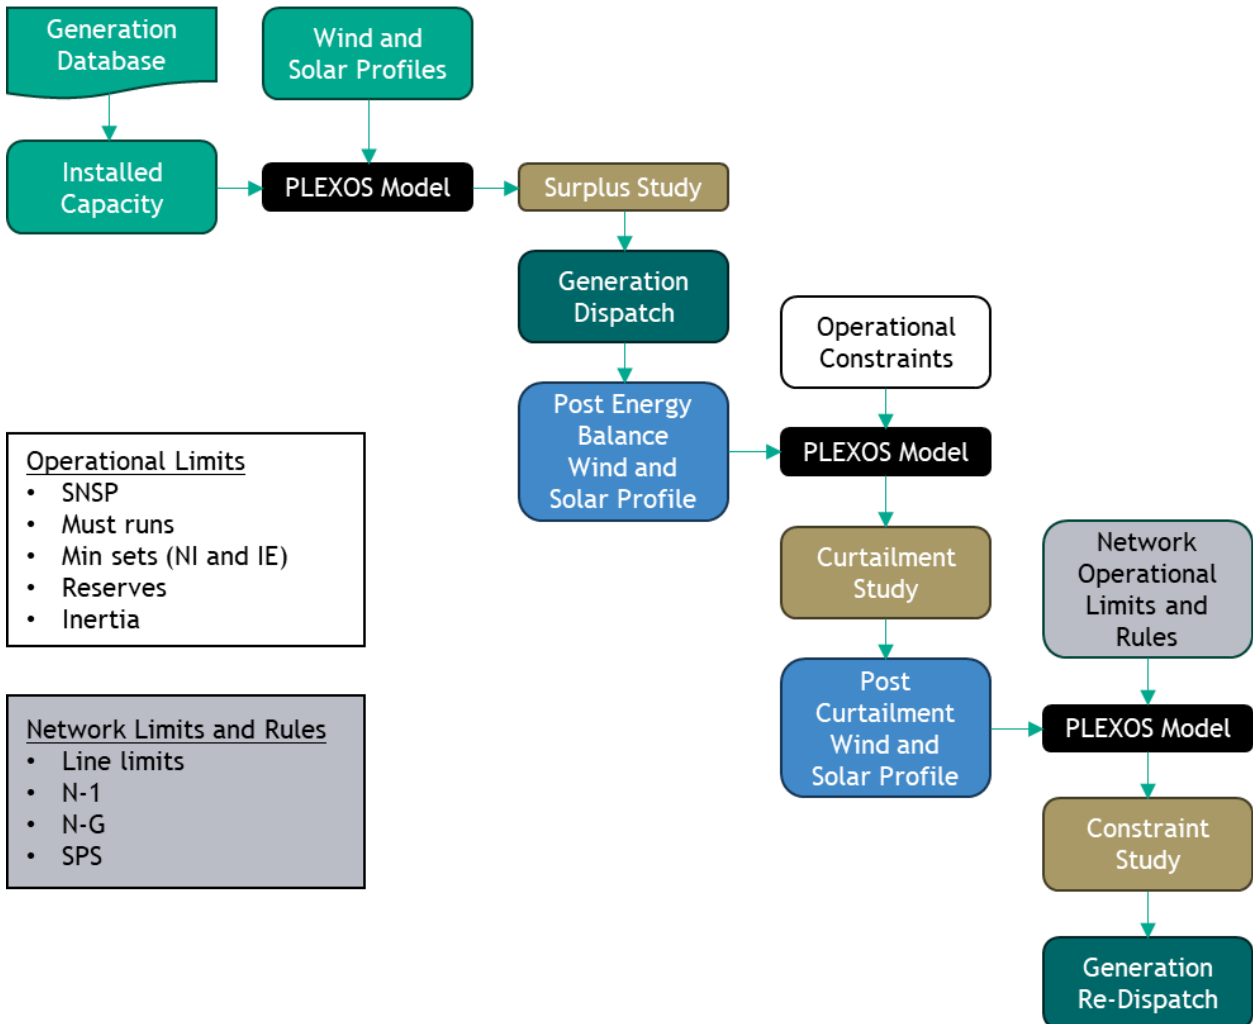 Generation
Database
Wind and
Solar Profiles
Installed
Capacity
PLEXOS Model
Surplus Study
Generation
Dispatch
Operational
Constraints
Post Energy
Balance
Wind and
Solar Profile
PLEXOS Model
Operational Limits
• SNSP
• Must runs
• Min sets (NI and IE)
• Reserves
• Inertia
Curtailment
Study
Network
Operational
Limits and
Rules
Post
Curtailment
Wind and
Solar Profile
PLEXOS Model
Network Limits and Rules
• Line limits
• N-1
• N-G
• SPS
Constraint
Study
Generation
Re-Dispatch